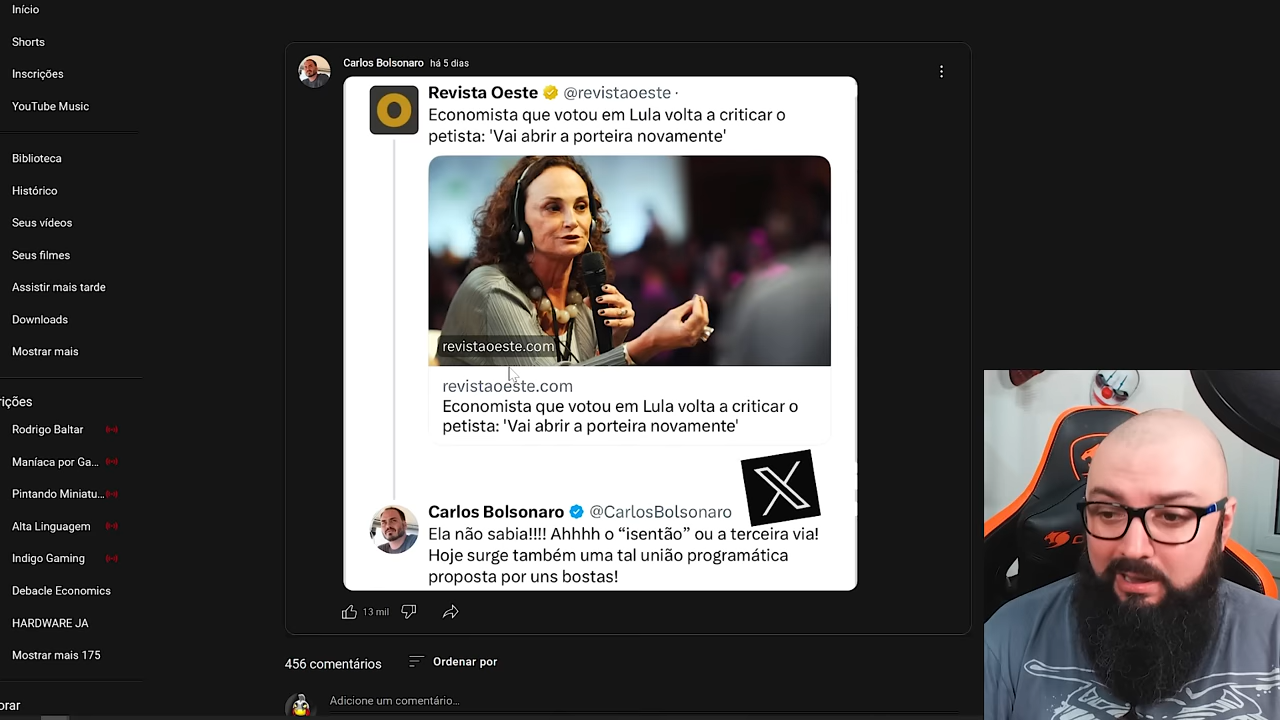 Início
Shorts
Inscrições
YouTube Music
Biblioteca
Histórico
Seus vídeos
Seus filmes
Assistir mais tarde
Downloads
Mostrar mais
rições
Rodrigo Baltar
Maníaca por Ga...
Pintando Miniatu...
Alta Linguagem
Indigo Gaming
Debacle Economics
HARDWARE JA
Mostrar mais 175
orar
Carlos Bolsonaro há 5 dias
Revista Oeste @revistaoeste ·
Economista que votou em Lula volta a criticar o
petista: 'Vai abrir a porteira novamente'
revistaoeste.com
revistaoeste.com
Economista que votou em Lula volta a criticar o
petista: 'Vai abrir a porteira novamente'
X
Carlos Bolsonaro @CarlosBolsonaro
Ela não sabia!!!! Ahhhh o “isentão” ou a terceira via!
Hoje surge também uma tal união programática
proposta por uns bostas!
13 mil
456 comentários
Ordenar por
Adicione um comentário...